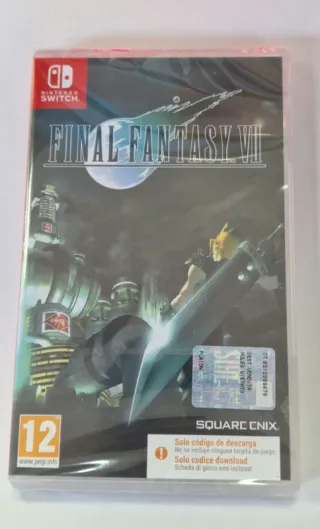 NINTENDO
SWITCH
FINAL FANTASY VII
SQUARE ENIX
12
www.pegi.info
Solo código de descarga
No se incluye ninguna tarjeta de juego
Solo codice download
Scheda di gioco non inclusa!